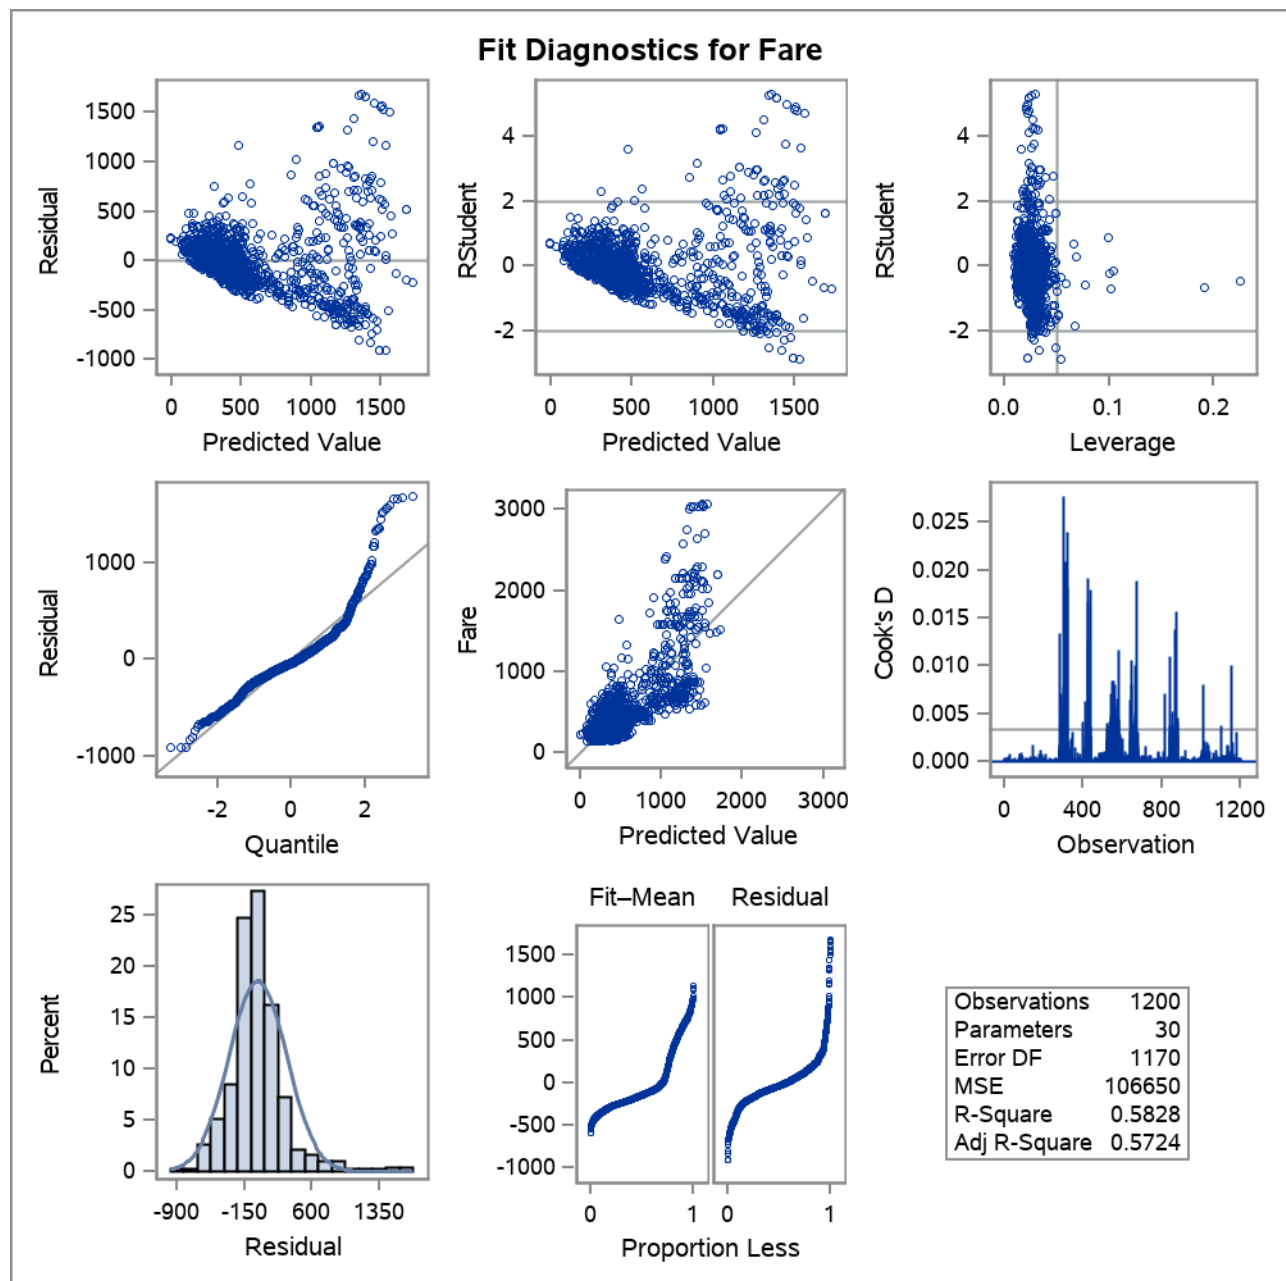 Fit Diagnostics for Fare
Residual
1500
1000
500
0
-500
-1000
0 500 1000 1500
Predicted Value
RStudent
4
2
0
-2
0 500 1000 1500
Predicted Value
RStudent
4
2
0
-2
0.0 0.1 0.2
Leverage
Residual
1000
0
-1000
-2 0 2
Quantile
Fare
3000
2000
1000
0
0 1000 2000 3000
Predicted Value
Cook's D
0.025
0.020
0.015
0.010
0.005
0.000
0 400 800 1200
Observation
Percent
25
20
15
10
5
0
-900 -150 600 1350
Residual
Fit–Mean Residual
1500
1000
500
0
-500
-1000
0 1 0 1
Proportion Less
Observations 1200
Parameters 30
Error DF 1170
MSE 106650
R-Square 0.5828
Adj R-Square 0.5724